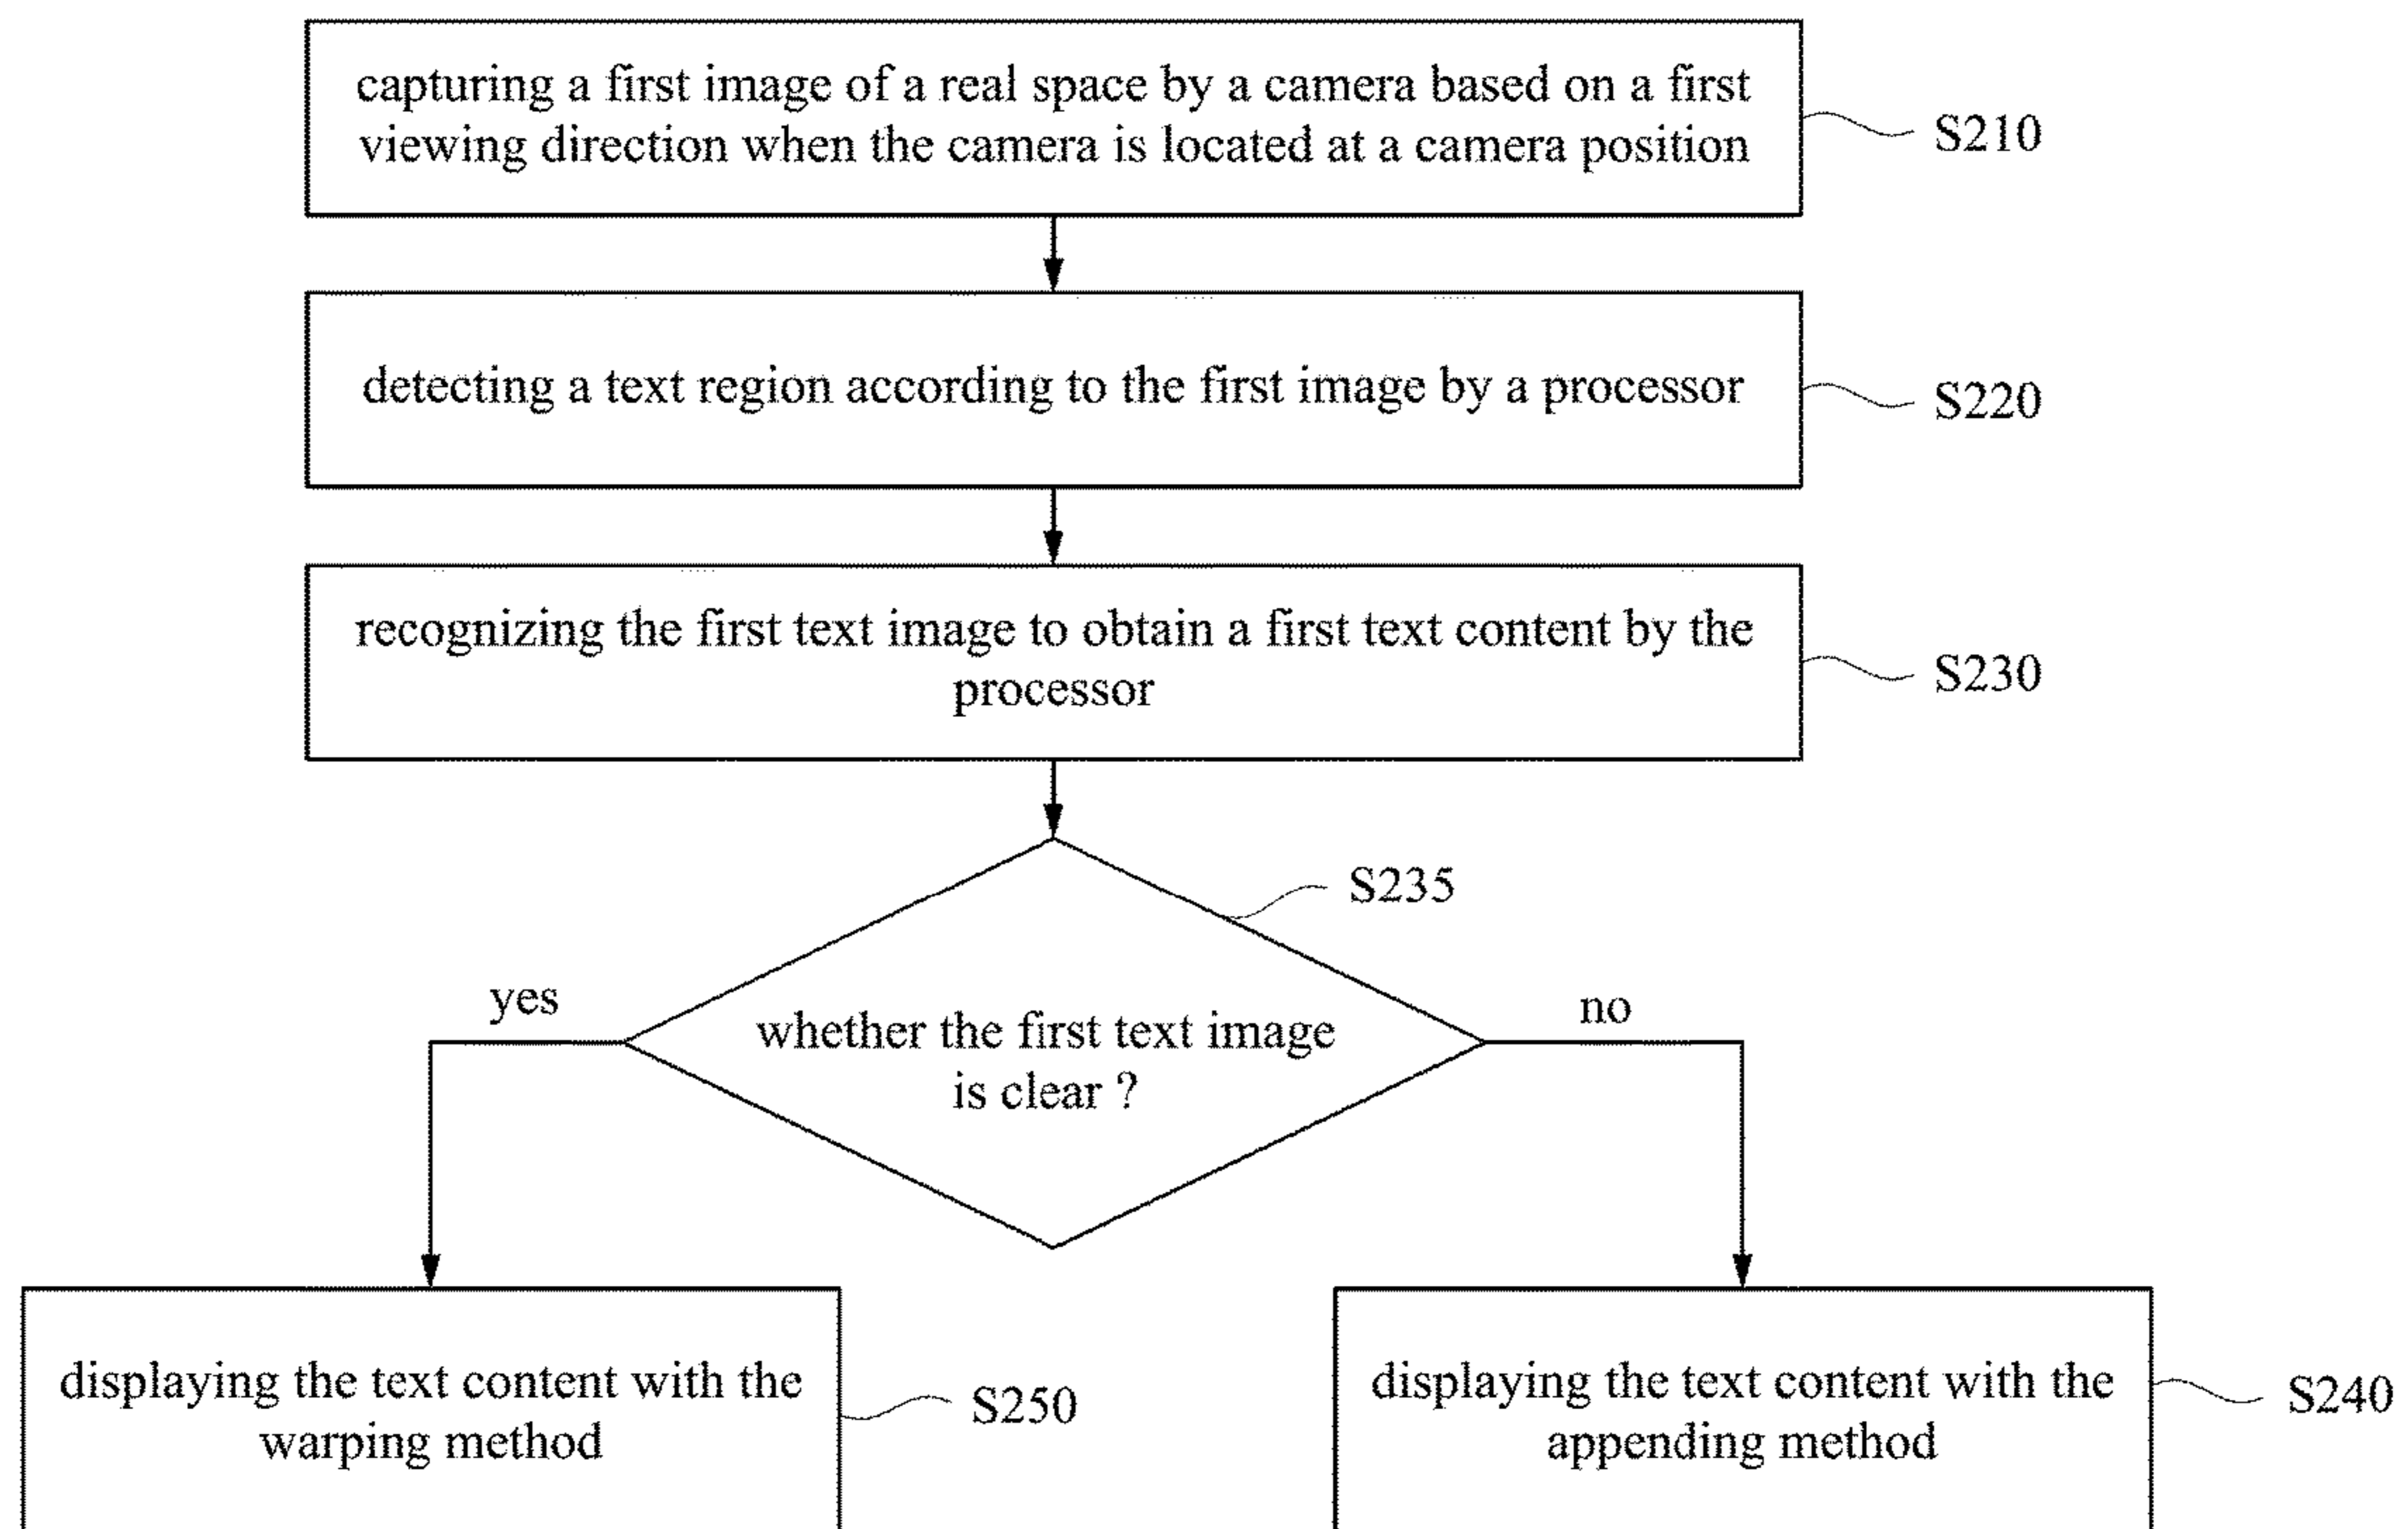 capturing a first image of a real space by a camera based on a first
viewing direction when the camera is located at a camera position
S210
detecting a text region according to the first image by a processor
S220
recognizing the first text image to obtain a first text content by the
processor
S230
S235
yes
no
whether the first text image
is clear ?
displaying the text content with the
warping method
S250
displaying the text content with the
appending method
S240